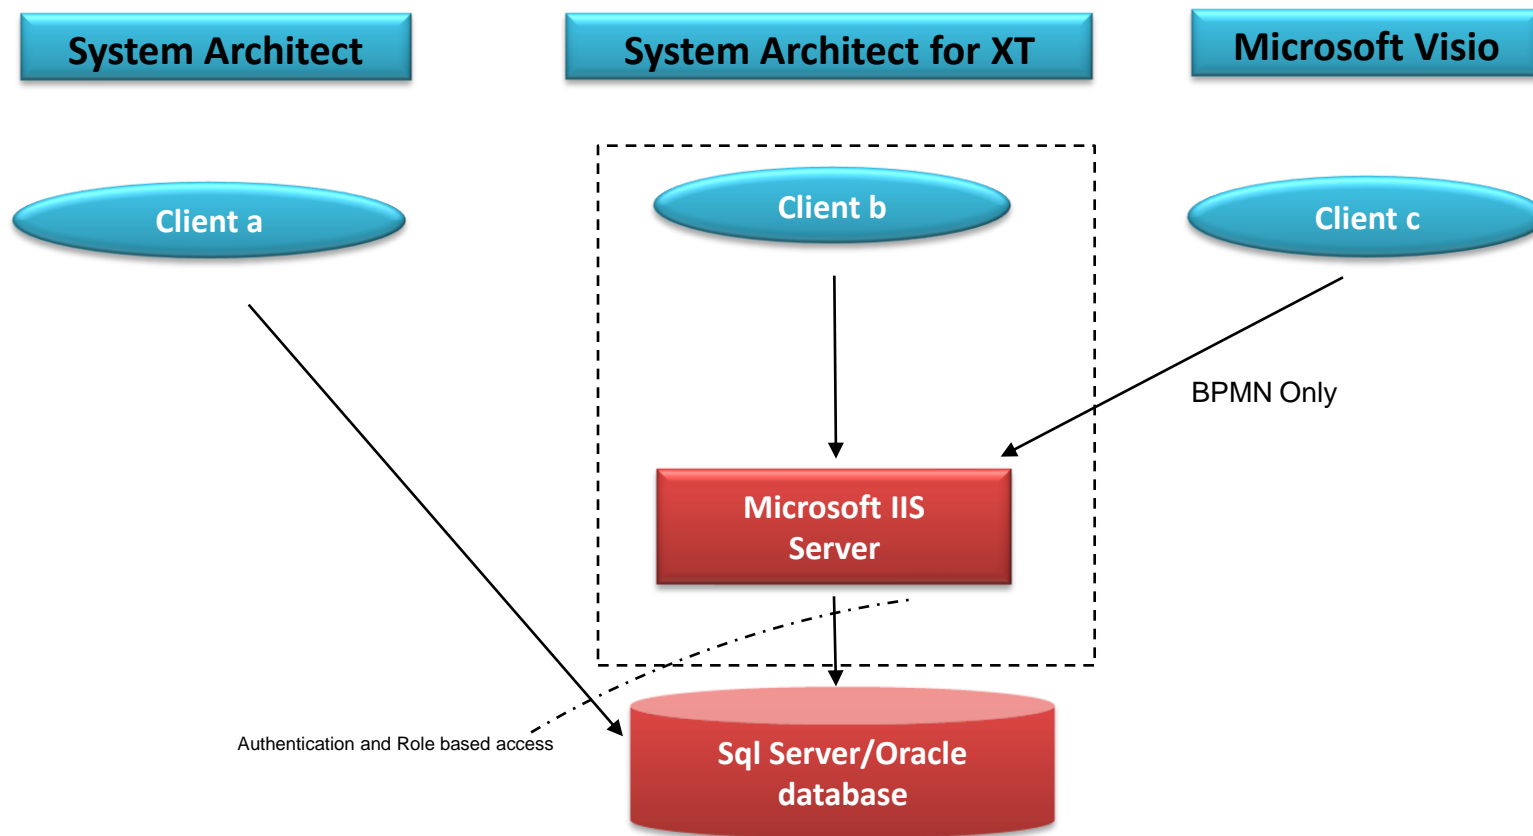 System Architect
System Architect for XT
Microsoft Visio
Client a
Client b
Client c
BPMN Only
Microsoft IIS
Server
Authentication and Role based access
Sql Server/Oracle
database